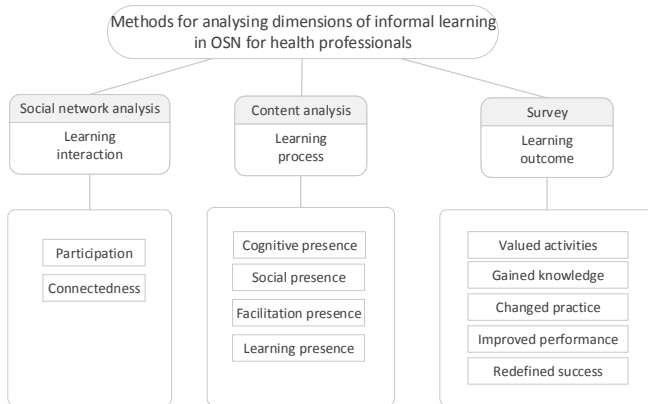 Methods for analysing dimensions of informal learning
in OSN for health professionals
Social network analysis
Learning
interaction
Participation
Connectedness
Content analysis
Learning
process
Cognitive presence
Social presence
Facilitation presence
Learning presence
Survey
Learning
outcome
Valued activities
Gained knowledge
Changed practice
Improved performance
Redefined success